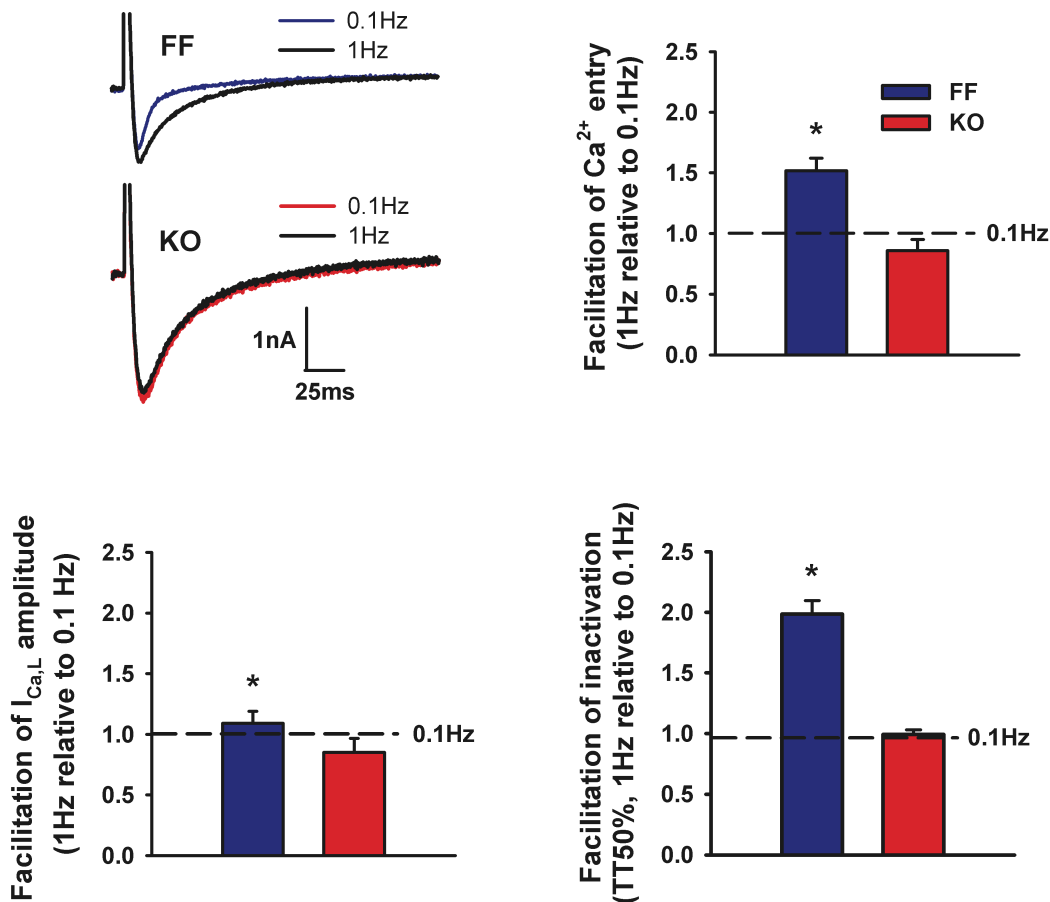 FF
0.1Hz
1Hz
KO
0.1Hz
1Hz
1nA
25ms
Facilitation of Ca2+ entry
(1Hz relative to 0.1Hz)
2.5
2.0
1.5
1.0
0.5
0.0
*
FF
KO
0.1Hz
Facilitation of ICa,L amplitude
(1Hz relative to 0.1 Hz)
2.5
2.0
1.5
1.0
0.5
0.0
*
0.1Hz
Facilitation of inactivation
(TT50%, 1Hz relative to 0.1Hz)
2.5
2.0
1.5
1.0
0.5
0.0
*
0.1Hz